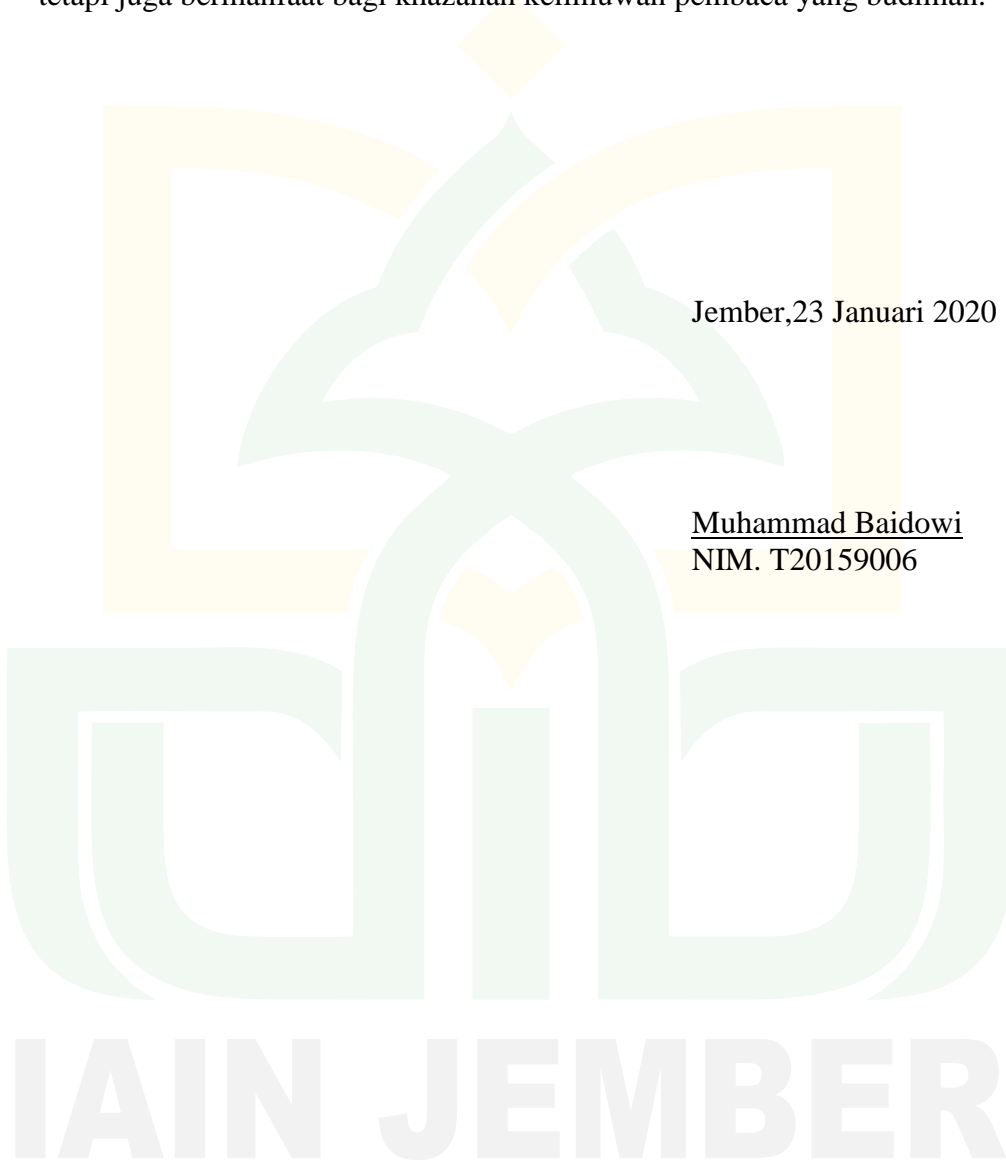 tetapi juga bermanfaat bagi khazanah keilmuwan pembaca yang budiman.
Jember,23 Januari 2020
Muhammad Baidowi
NIM. T20159006
IAIN JEMBER